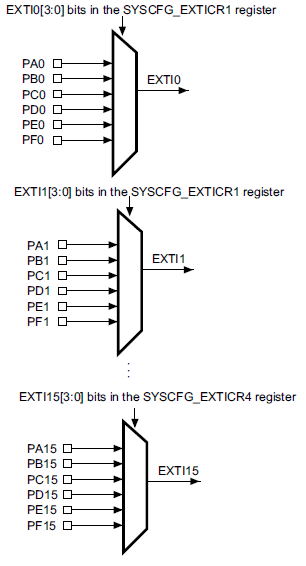 EXTI0[3:0] bits in the SYSCFG_EXTICR1 register
PA0
PB0
PC0
PD0
PE0
PF0
EXTI0
EXTI1[3:0] bits in the SYSCFG_EXTICR1 register
PA1
PB1
PC1
PD1
PE1
PF1
EXTI1
EXTI15[3:0] bits in the SYSCFG_EXTICR4 register
PA15
PB15
PC15
PD15
PE15
PF15
EXTI15